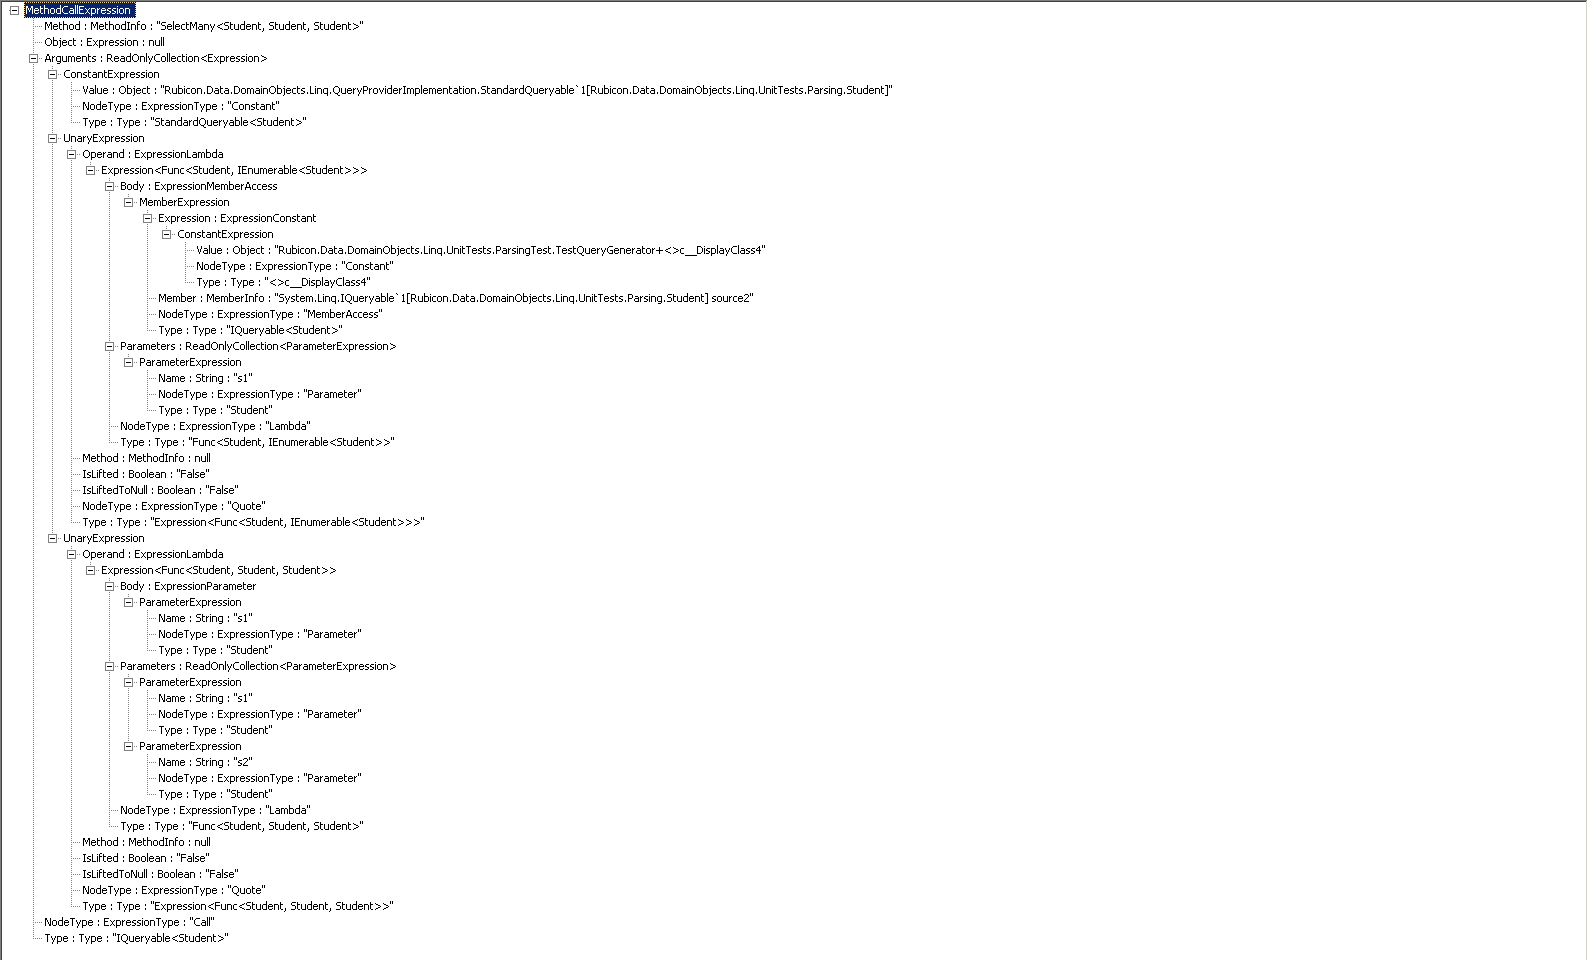 MethodCallExpression
Method : MethodInfo : "SelectMany<Student, Student, Student>"
Object : Expression : null
Arguments : ReadOnlyCollection<Expression>
ConstantExpression
Value : Object : "Rubicon.Data.DomainObjects.Linq.QueryProviderImplementation.StandardQueryable`1[Rubicon.Data.DomainObjects.Linq.UnitTests.Parsing.Student]"
NodeType : ExpressionType : "Constant"
Type : Type : "StandardQueryable<Student>"
UnaryExpression
Operand : ExpressionLambda
Expression<Func<Student, IEnumerable<Student>>>
Body : ExpressionMemberAccess
MemberExpression
Expression : ExpressionConstant
ConstantExpression
Value : Object : "Rubicon.Data.DomainObjects.Linq.UnitTests.ParsingTest.TestQueryGenerator+<>c__DisplayClass4"
NodeType : ExpressionType : "Constant"
Type : Type : "<>c__DisplayClass4"
Member : MemberInfo : "System.Linq.IQueryable`1[Rubicon.Data.DomainObjects.Linq.UnitTests.Parsing.Student] source2"
NodeType : ExpressionType : "MemberAccess"
Type : Type : "IQueryable<Student>"
Parameters : ReadOnlyCollection<ParameterExpression>
ParameterExpression
Name : String : "s1"
NodeType : ExpressionType : "Parameter"
Type : Type : "Student"
NodeType : ExpressionType : "Lambda"
Type : Type : "Func<Student, IEnumerable<Student>>"
Method : MethodInfo : null
IsLifted : Boolean : "False"
IsLiftedToNull : Boolean : "False"
NodeType : ExpressionType : "Quote"
Type : Type : "Expression<Func<Student, IEnumerable<Student>>>"
UnaryExpression
Operand : ExpressionLambda
Expression<Func<Student, Student, Student>>
Body : ExpressionParameter
ParameterExpression
Name : String : "s1"
NodeType : ExpressionType : "Parameter"
Type : Type : "Student"
Parameters : ReadOnlyCollection<ParameterExpression>
ParameterExpression
Name : String : "s1"
NodeType : ExpressionType : "Parameter"
Type : Type : "Student"
ParameterExpression
Name : String : "s2"
NodeType : ExpressionType : "Parameter"
Type : Type : "Student"
NodeType : ExpressionType : "Lambda"
Type : Type : "Func<Student, Student, Student>"
Method : MethodInfo : null
IsLifted : Boolean : "False"
IsLiftedToNull : Boolean : "False"
NodeType : ExpressionType : "Quote"
Type : Type : "Expression<Func<Student, Student, Student>>"
NodeType : ExpressionType : "Call"
Type : Type : "IQueryable<Student>"